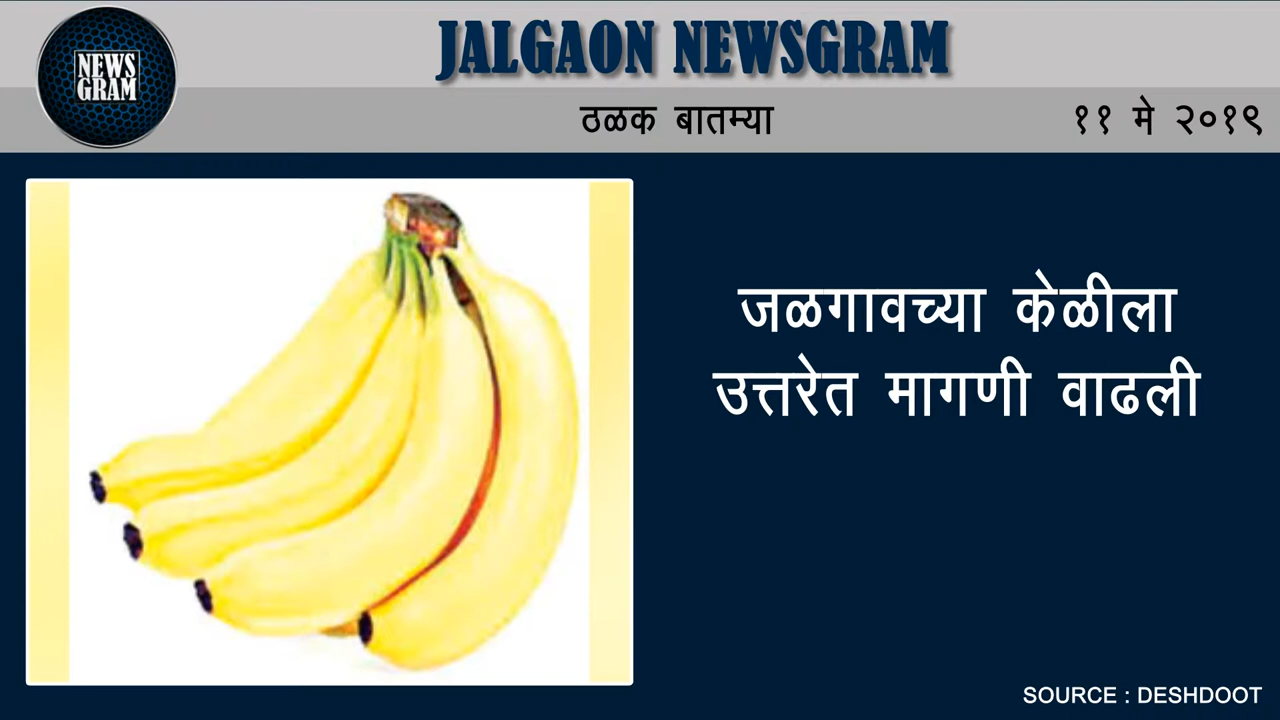 NEWS
GRAM
JALGAON NEWSGRAM
ठळक बातम्या
११ मे २०१९
जळगावच्या केळीला
उत्तरेत मागणी वाढली
SOURCE : DESHDOOT